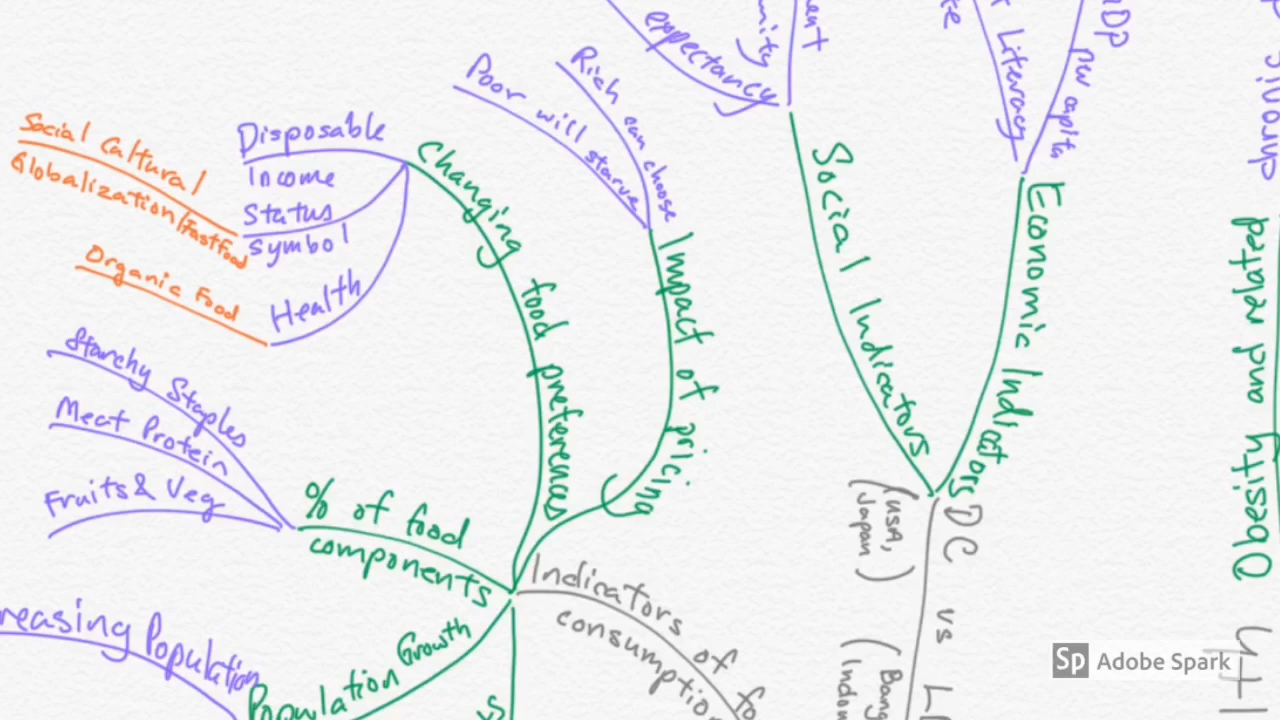 expectancy
Literacy
per capita
Rich can choose
Poor will starve
Social Cultural
Globalization/Fastfood
Disposable
Income
Status
Symbol
Organic Food
Health
Changing food preferences
Impact of pricing
Social Indicators
Economic Indicators
Obesity and related
Starchy Staples
Meat Protein
Fruits & Veg
% of food
components
Indicators of
(USA,
Japan)
DC vs
Population
Population Growth
Adobe Spark